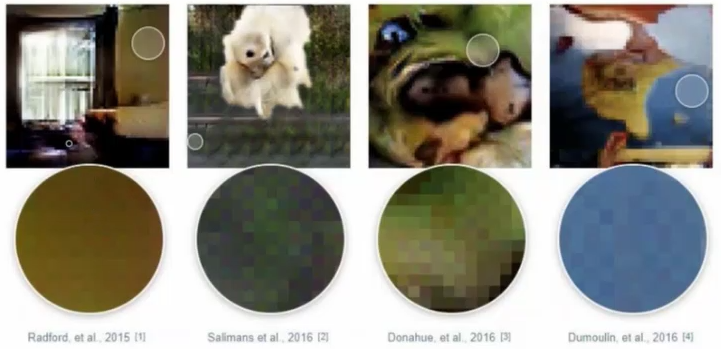 Radford, et al., 2015 [1]
Salimans et al., 2016 [2]
Donahue, et al., 2016 [3]
Dumoulin, et al., 2016 [4]